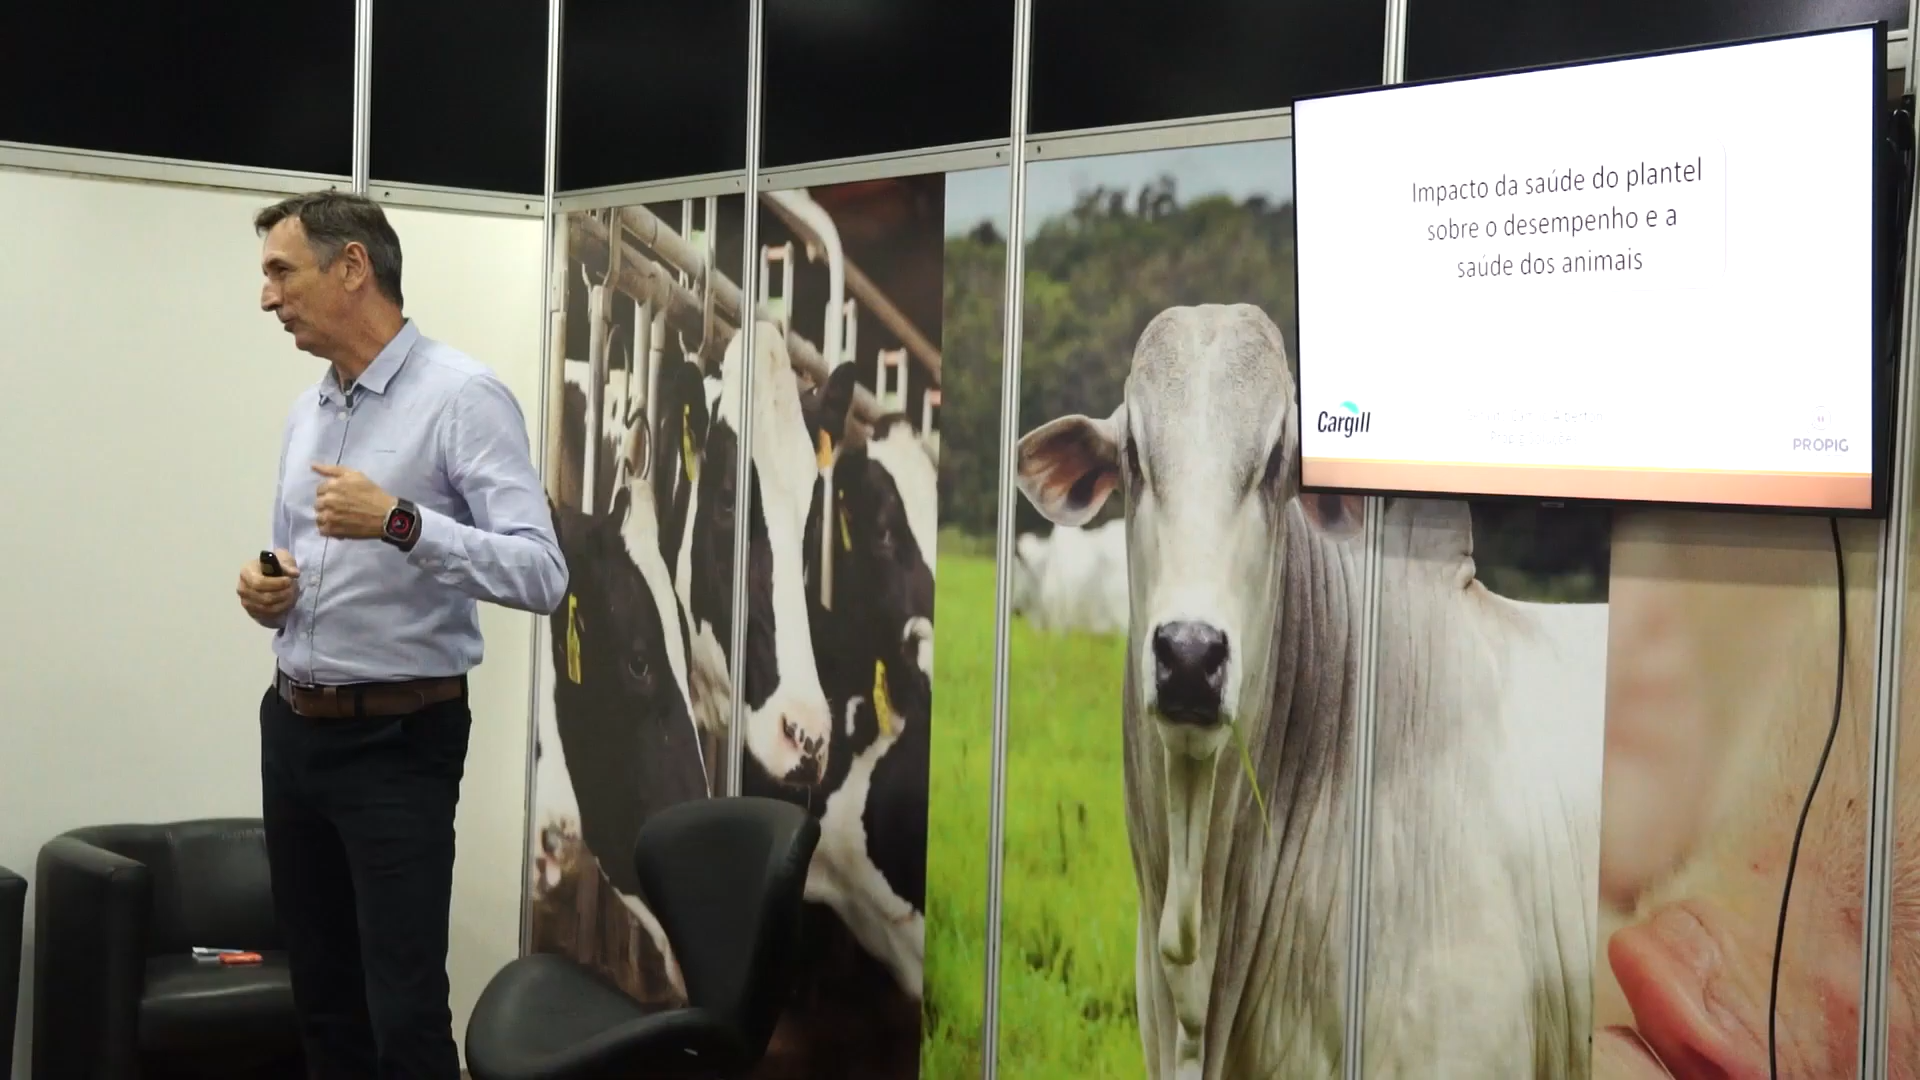 Impacto da saúde do plantel
sobre o desempenho e a
saúde dos animais
Cargill
PROPIG